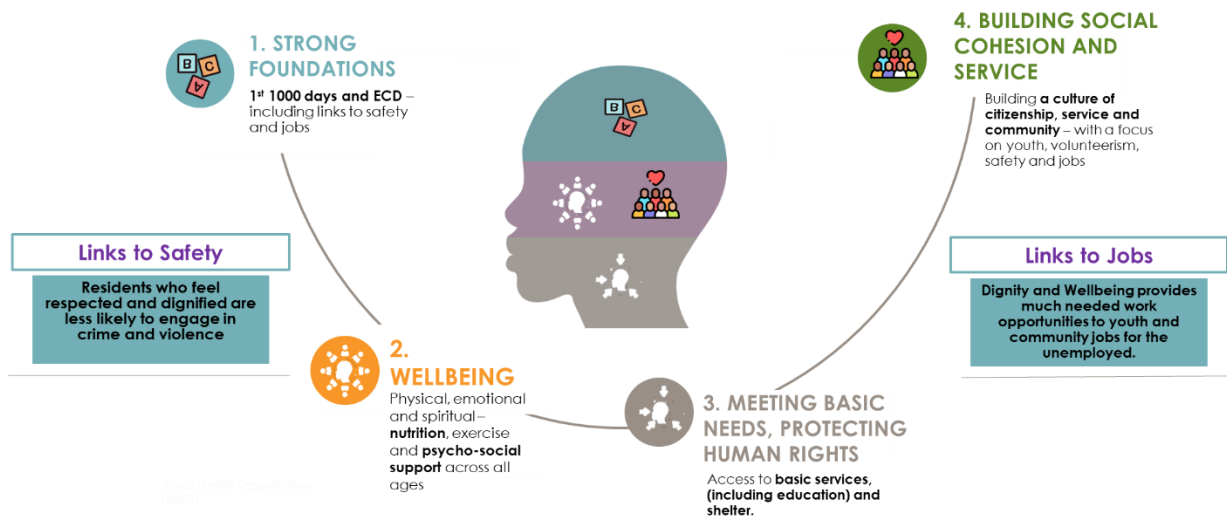 1. STRONG
FOUNDATIONS
1st 1000 days and ECD –
including links to safety
and jobs
B
C
A
B
C
A
4. BUILDING SOCIAL
COHESION AND
SERVICE
Building a culture of
citizenship, service and
community – with a focus
on youth, volunteerism,
safety and jobs
Links to Safety
Residents who feel
respected and dignified are
less likely to engage in
crime and violence
Links to Jobs
Dignity and Wellbeing provides
much needed work
opportunities to youth and
community jobs for the
unemployed.
2.
WELLBEING
Physical, emotional
and spiritual –
nutrition, exercise
and psycho-social
support across all
ages
3. MEETING BASIC
NEEDS, PROTECTING
HUMAN RIGHTS
Access to basic services,
(including education) and
shelter.